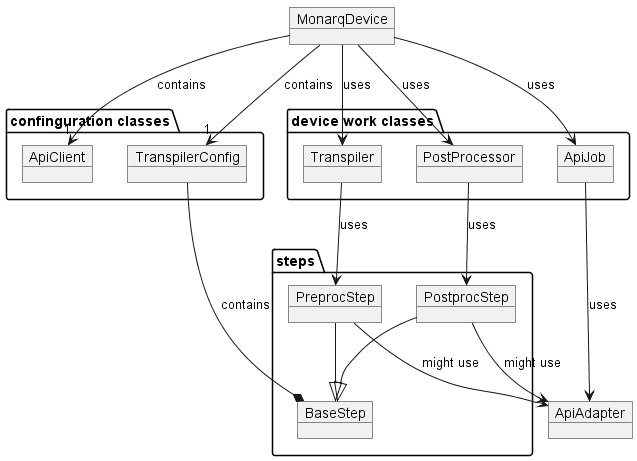 MonarqDevice
contains
contains
uses
uses
uses
confinguration classes
device work classes
1
1
ApiClient
TranspilerConfig
Transpiler
PostProcessor
ApiJob
uses
uses
steps
PreprocStep
PostprocStep
contains
uses
might use
might use
BaseStep
ApiAdapter